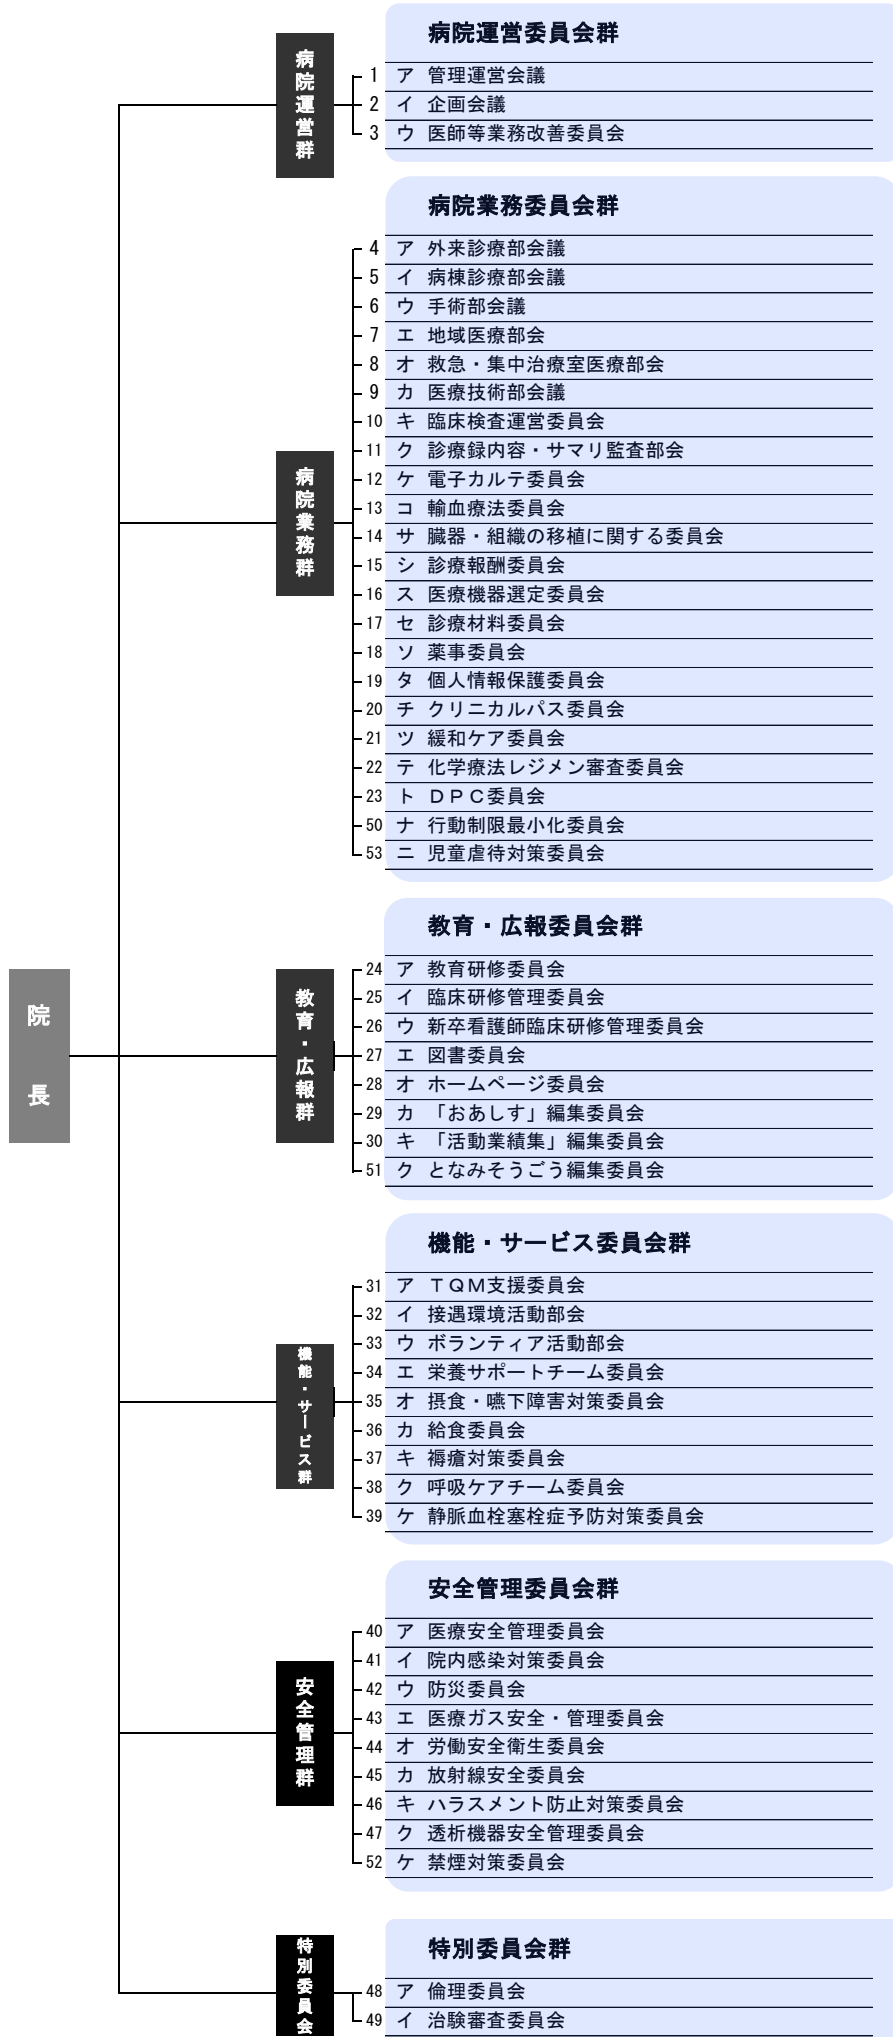 院長
病院運営群
病院運営委員会群
1 ア 管理運営会議
2 イ 企画会議
3 ウ 医師等業務改善委員会
病院業務群
病院業務委員会群
4 ア 外来診療部会議
5 イ 病棟診療部会議
6 ウ 手術部会議
7 エ 地域医療部会
8 オ 救急・集中治療室医療部会
9 カ 医療技術部会議
10 キ 臨床検査運営委員会
11 ク 診療録内容・サマリ監査部会
12 ケ 電子カルテ委員会
13 コ 輸血療法委員会
14 サ 臓器・組織の移植に関する委員会
15 シ 診療報酬委員会
16 ス 医療機器選定委員会
17 セ 診療材料委員会
18 ソ 薬事委員会
19 タ 個人情報保護委員会
20 チ クリニカルパス委員会
21 ツ 緩和ケア委員会
22 テ 化学療法レジメン審査委員会
23 ト ＤＰＣ委員会
50 ナ 行動制限最小化委員会
53 ニ 児童虐待対策委員会
教育・広報群
教育・広報委員会群
24 ア 教育研修委員会
25 イ 臨床研修管理委員会
26 ウ 新卒看護師臨床研修管理委員会
27 エ 図書委員会
28 オ ホームページ委員会
29 カ 「おあしす」編集委員会
30 キ 「活動業績集」編集委員会
51 ク となみそうごう編集委員会
機能・サービス群
機能・サービス委員会群
31 ア ＴＱＭ支援委員会
32 イ 接遇環境活動部会
33 ウ ボランティア活動部会
34 エ 栄養サポートチーム委員会
35 オ 摂食・嚥下障害対策委員会
36 カ 給食委員会
37 キ 褥瘡対策委員会
38 ク 呼吸ケアチーム委員会
39 ケ 静脈血栓塞栓症予防対策委員会
安全管理群
安全管理委員会群
40 ア 医療安全管理委員会
41 イ 院内感染対策委員会
42 ウ 防災委員会
43 エ 医療ガス安全・管理委員会
44 オ 労働安全衛生委員会
45 カ 放射線安全委員会
46 キ ハラスメント防止対策委員会
47 ク 透析機器安全管理委員会
52 ケ 禁煙対策委員会
特別委員会
特別委員会群
48 ア 倫理委員会
49 イ 治験審査委員会